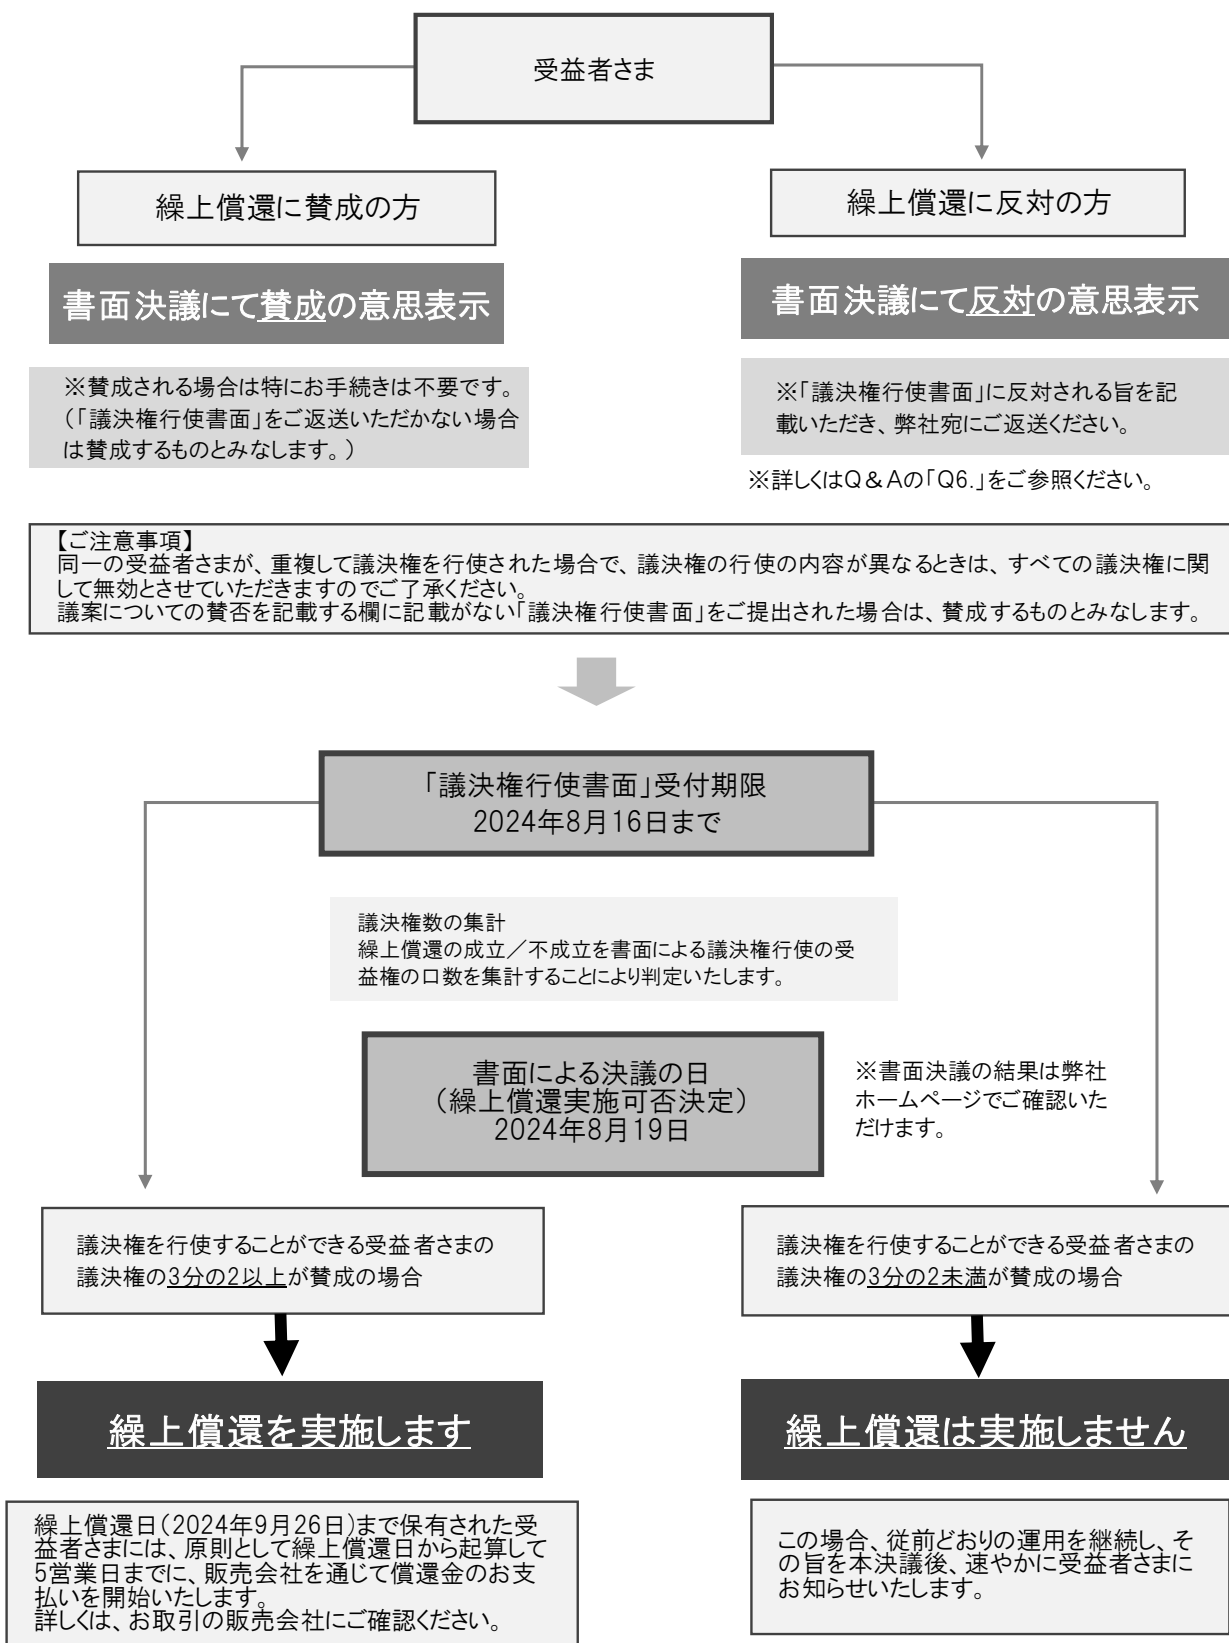 受益者さま
繰上償還に賛成の方
書面決議にて賛成の意思表示
※賛成される場合は特にお手続きは不要です。
（「議決権行使書面」をご返送いただかない場合
は賛成するものとみなします。）
繰上償還に反対の方
書面決議にて反対の意思表示
※「議決権行使書面」に反対される旨を記
載いただき、弊社宛にご返送ください。
※詳しくはQ＆Aの「Q6.」をご参照ください。
【ご注意事項】
同一の受益者さまが、重複して議決権を行使された場合で、議決権の行使の内容が異なるときは、すべての議決権に関
して無効とさせていただきますのでご了承ください。
議案についての賛否を記載する欄に記載がない「議決権行使書面」をご提出された場合は、賛成するものとみなします。
「議決権行使書面」受付期限
2024年8月16日まで
議決権数の集計
繰上償還の成立／不成立を書面による議決権行使の受
益権の口数を集計することにより判定いたします。
書面による決議の日
（繰上償還実施可否決定）
2024年8月19日
※書面決議の結果は弊社
ホームページでご確認いた
だけます。
議決権を行使することができる受益者さまの
議決権の3分の2以上が賛成の場合
繰上償還を実施します
繰上償還日（2024年9月26日）まで保有された受
益者さまには、原則として繰上償還日から起算して
5営業日までに、販売会社を通じて償還金のお支
払いを開始いたします。
詳しくは、お取引の販売会社にご確認ください。
議決権を行使することができる受益者さまの
議決権の3分の2未満が賛成の場合
繰上償還は実施しません
この場合、従前どおりの運用を継続し、そ
の旨を本決議後、速やかに受益者さまに
お知らせいたします。